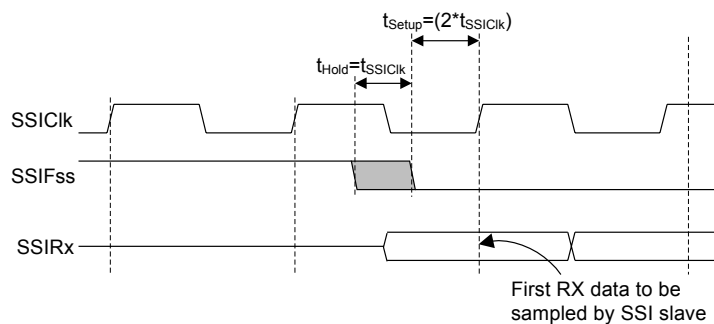 tSetup=(2*tSSIClk)
tHold=tSSIClk
SSIClk
SSIFss
SSIRx
First RX data to be
sampled by SSI slave